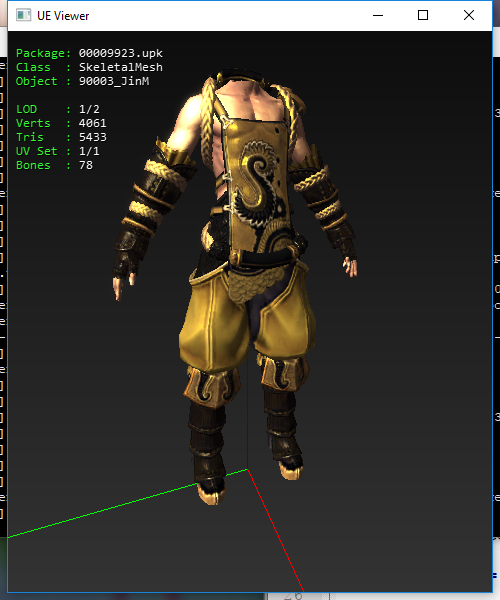 UE Viewer
Package: 00009923.upk
Class : SkeletalMesh
Object : 90003_JinM
LOD : 1/2
Verts : 4061
Tris : 5433
UV Set : 1/1
Bones : 78